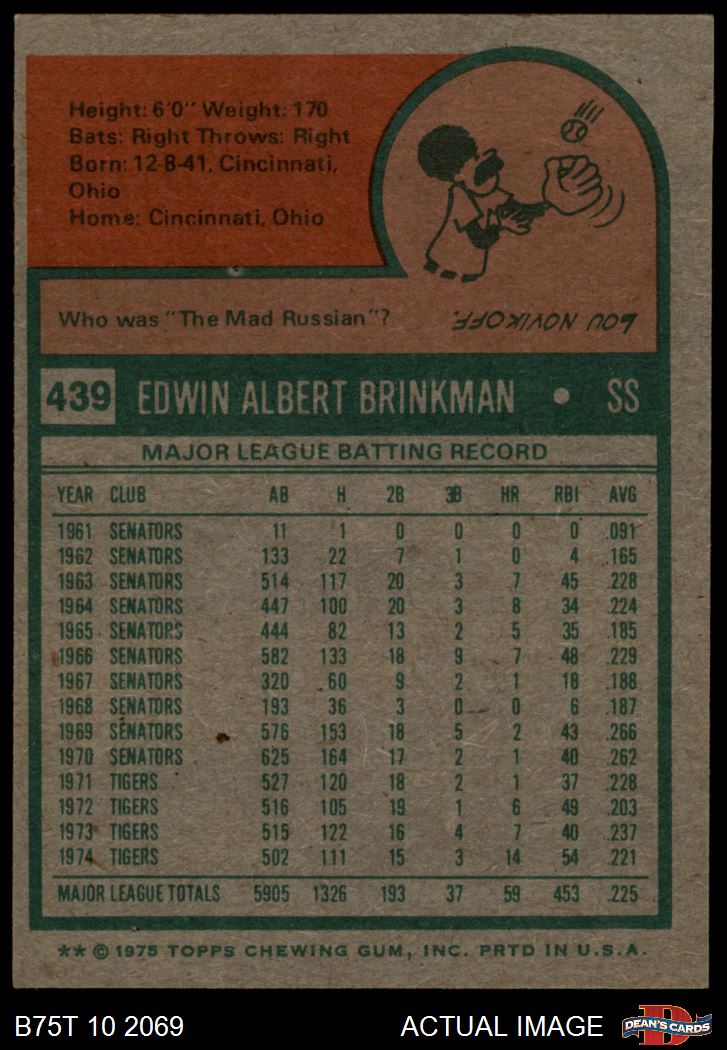 Height: 6'0" Weight: 170
Bats: Right Throws: Right
Born: 12-8-41, Cincinnati,
Ohio
Home: Cincinnati, Ohio
Who was "The Mad Russian"?
LOU NOVIKOFF.
439 EDWIN ALBERT BRINKMAN • SS
MAJOR LEAGUE BATTING RECORD
YEAR CLUB AB H 2B 3B HR RBI AVG
1961 SENATORS 11 1 0 0 0 0 .091
1962 SENATORS 133 22 7 1 0 4 .165
1963 SENATORS 514 117 20 3 7 45 .228
1964 SENATORS 447 100 20 3 8 34 .224
1965 SENATORS 444 82 13 2 5 35 .185
1966 SENATORS 582 133 18 9 7 48 .229
1967 SENATORS 320 60 9 2 1 18 .188
1968 SENATORS 193 36 3 0 0 6 .187
1969 SENATORS 576 153 18 5 2 43 .266
1970 SENATORS 625 164 17 2 1 40 .262
1971 TIGERS 527 120 18 2 1 37 .228
1972 TIGERS 516 105 19 1 6 49 .203
1973 TIGERS 515 122 16 4 7 40 .237
1974 TIGERS 502 111 15 3 14 54 .221
MAJOR LEAGUE TOTALS 5905 1326 193 37 59 453 .225
** © 1975 TOPPS CHEWING GUM, INC. PRTD IN U.S.A.
B75T 10 2069 ACTUAL IMAGE
D
DEAN'S CARDS